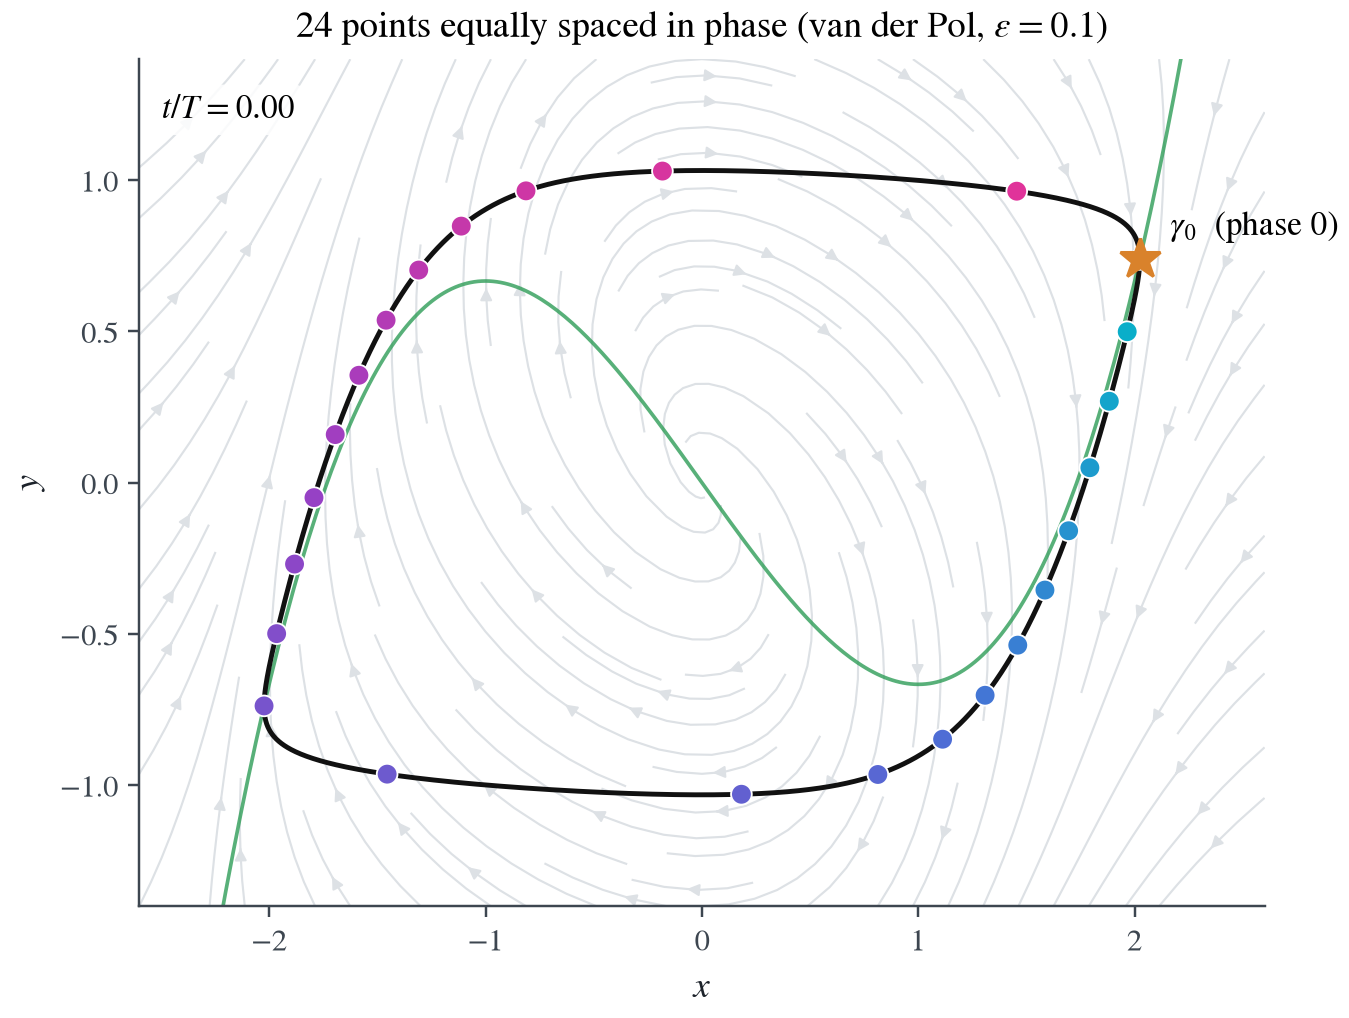 24 points equally spaced in phase (van der Pol, ε = 0.1)
t/T = 0.00
γ₀ (phase 0)
1.0
0.5
0.0
−0.5
−1.0
y
−2 −1 0 1 2
x